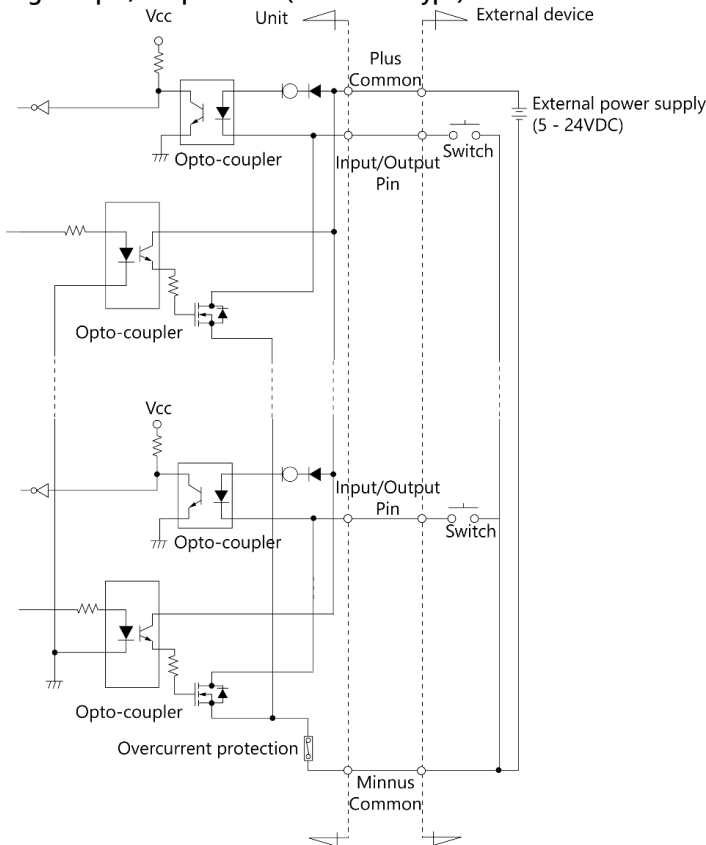 Vcc
Unit
External device
Plus
Common
External power supply
(5 - 24VDC)
Opto-coupler
Input/Output
Pin
Switch
Opto-coupler
Vcc
Input/Output
Pin
Opto-coupler
Switch
Opto-coupler
Overcurrent protection
Minnus
Common